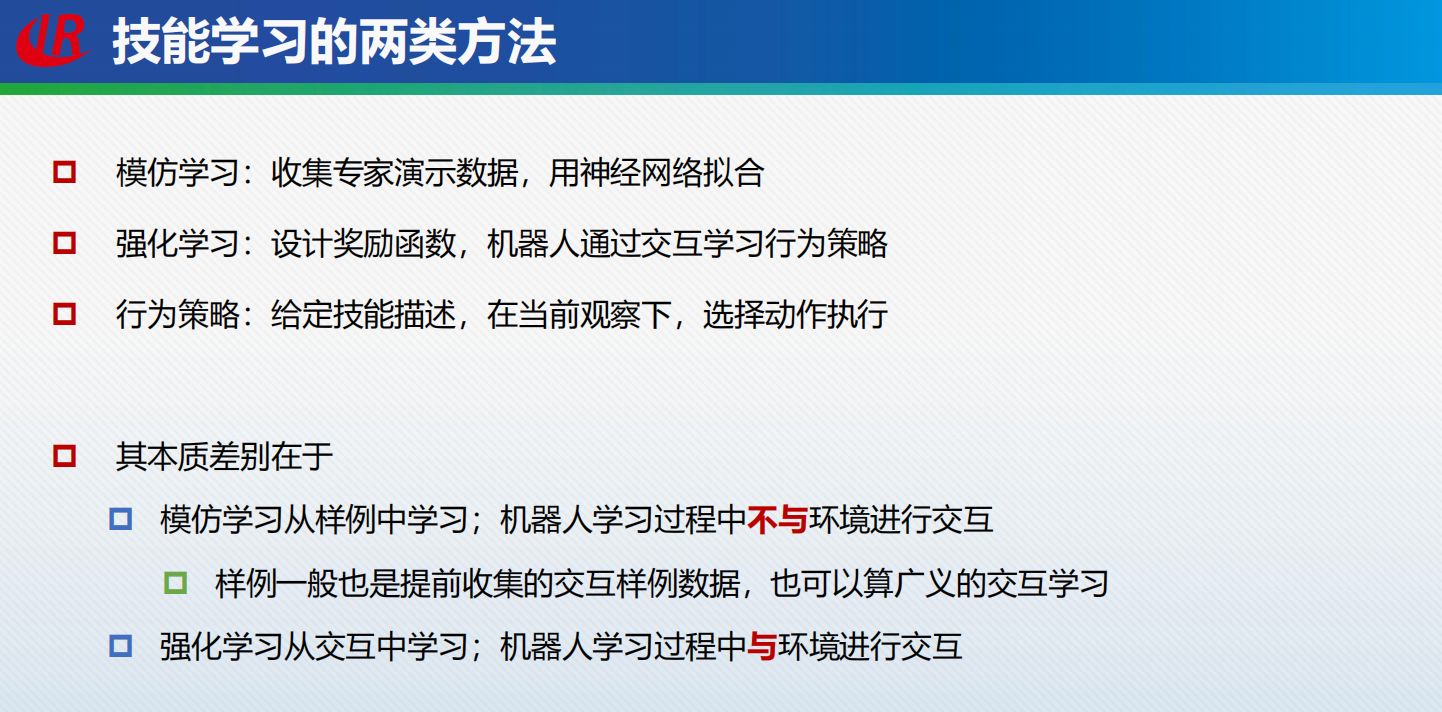 IR
技能学习的两类方法
模仿学习：收集专家演示数据，用神经网络拟合
强化学习：设计奖励函数，机器人通过交互学习行为策略
行为策略：给定技能描述，在当前观察下，选择动作执行
其本质差别在于
模仿学习从样例中学习；机器人学习过程中不与环境进行交互
样例一般也是提前收集的交互样例数据，也可以算广义的交互学习
强化学习从交互中学习；机器人学习过程中与环境进行交互